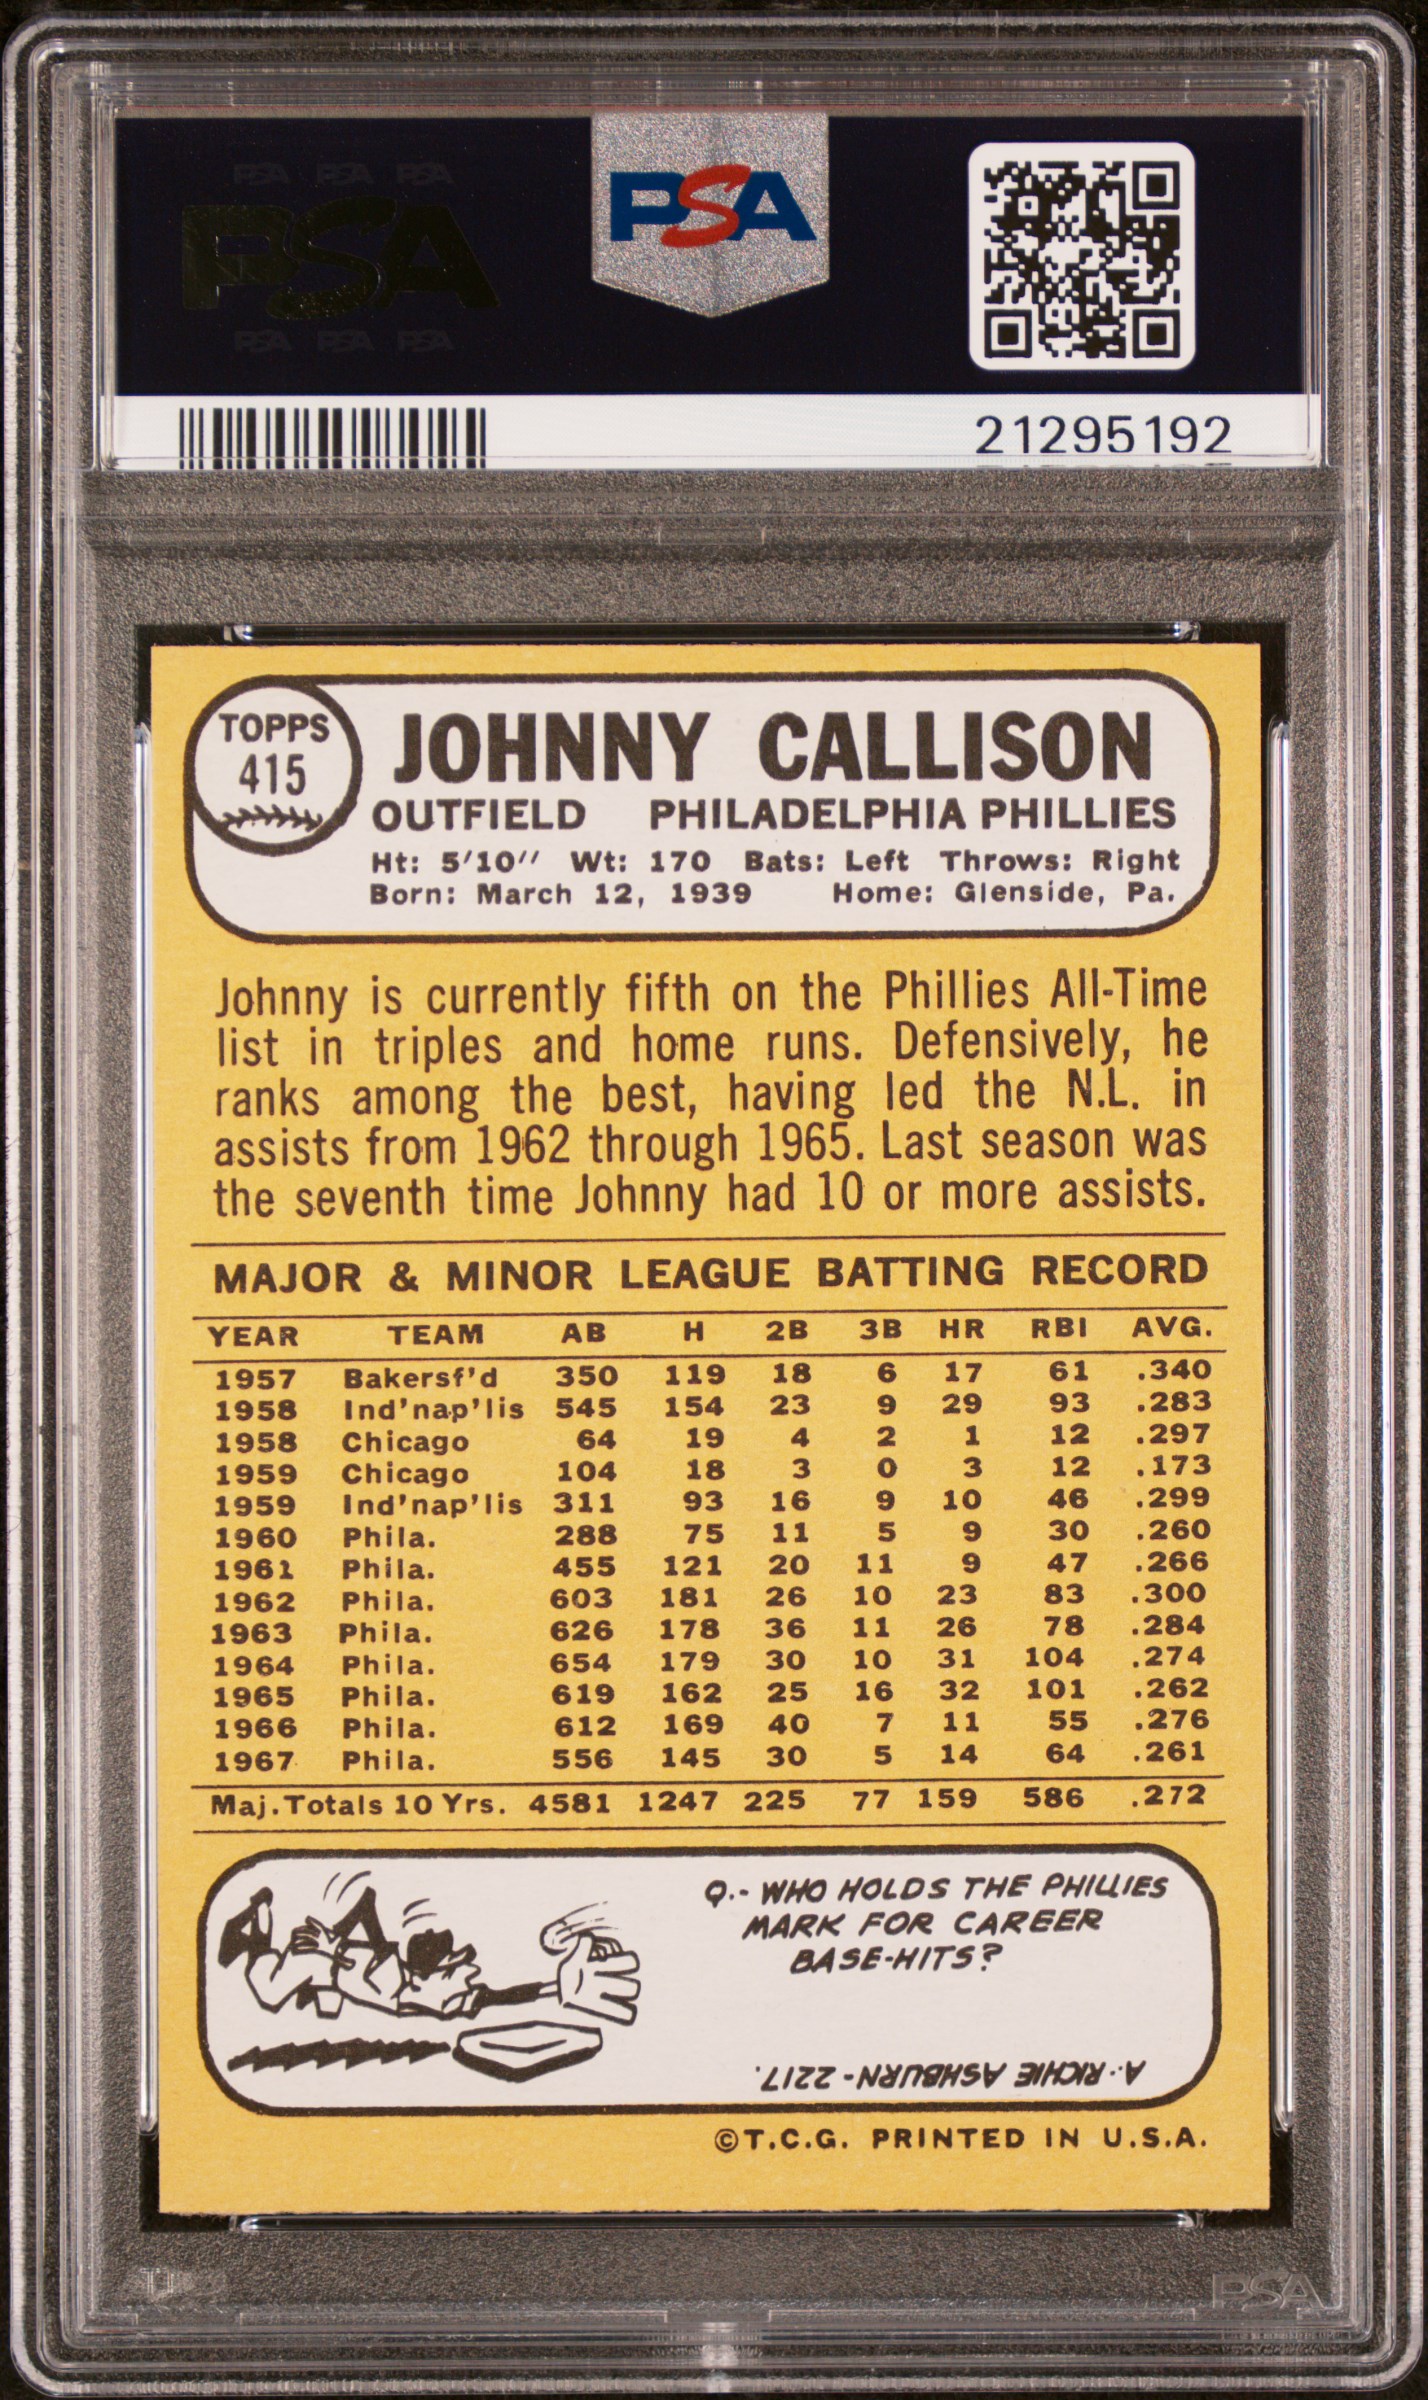 PSA PSA PSA
PSA
PSA PSA PSA
PSA
21295192
TOPPS
415
JOHNNY CALLISON
OUTFIELD PHILADELPHIA PHILLIES
Ht: 5'10" Wt: 170 Bats: Left Throws: Right
Born: March 12, 1939 Home: Glenside, Pa.
Johnny is currently fifth on the Phillies All-Time
list in triples and home runs. Defensively, he
ranks among the best, having led the N.L. in
assists from 1962 through 1965. Last season was
the seventh time Johnny had 10 or more assists.
MAJOR & MINOR LEAGUE BATTING RECORD
YEAR TEAM AB H 2B 3B HR RBI AVG.
1957 Bakersf'd 350 119 18 6 17 61 .340
1958 Ind'nap'lis 545 154 23 9 29 93 .283
1958 Chicago 64 19 4 2 1 12 .297
1959 Chicago 104 18 3 0 3 12 .173
1959 Ind'nap'lis 311 93 16 9 10 46 .299
1960 Phila. 288 75 11 5 9 30 .260
1961 Phila. 455 121 20 11 9 47 .266
1962 Phila. 603 181 26 10 23 83 .300
1963 Phila. 626 178 36 11 26 78 .284
1964 Phila. 654 179 30 10 31 104 .274
1965 Phila. 619 162 25 16 32 101 .262
1966 Phila. 612 169 40 7 11 55 .276
1967 Phila. 556 145 30 5 14 64 .261
Maj. Totals 10 Yrs. 4581 1247 225 77 159 586 .272
Q.- WHO HOLDS THE PHILLIES
MARK FOR CAREER
BASE-HITS?
A.. RICHIE ASHBURN - 2217.
©T.C.G. PRINTED IN U.S.A.
PSA